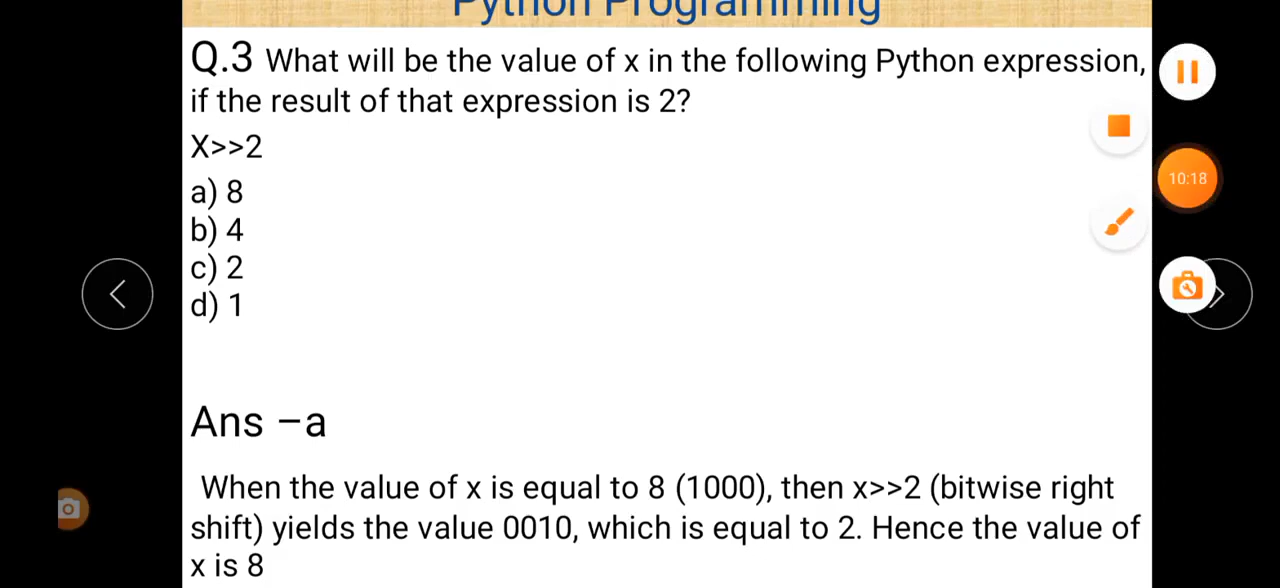 Python Programming
Q.3 What will be the value of x in the following Python expression,
if the result of that expression is 2?
X>>2
a) 8
b) 4
c) 2
d) 1
10:18
Ans –a
When the value of x is equal to 8 (1000), then x>>2 (bitwise right
shift) yields the value 0010, which is equal to 2. Hence the value of
x is 8